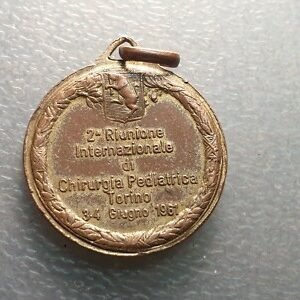 2ª Riunione
Internazionale
di
Chirurgia Pediatrica
Torino
3-4 Giugno 1961